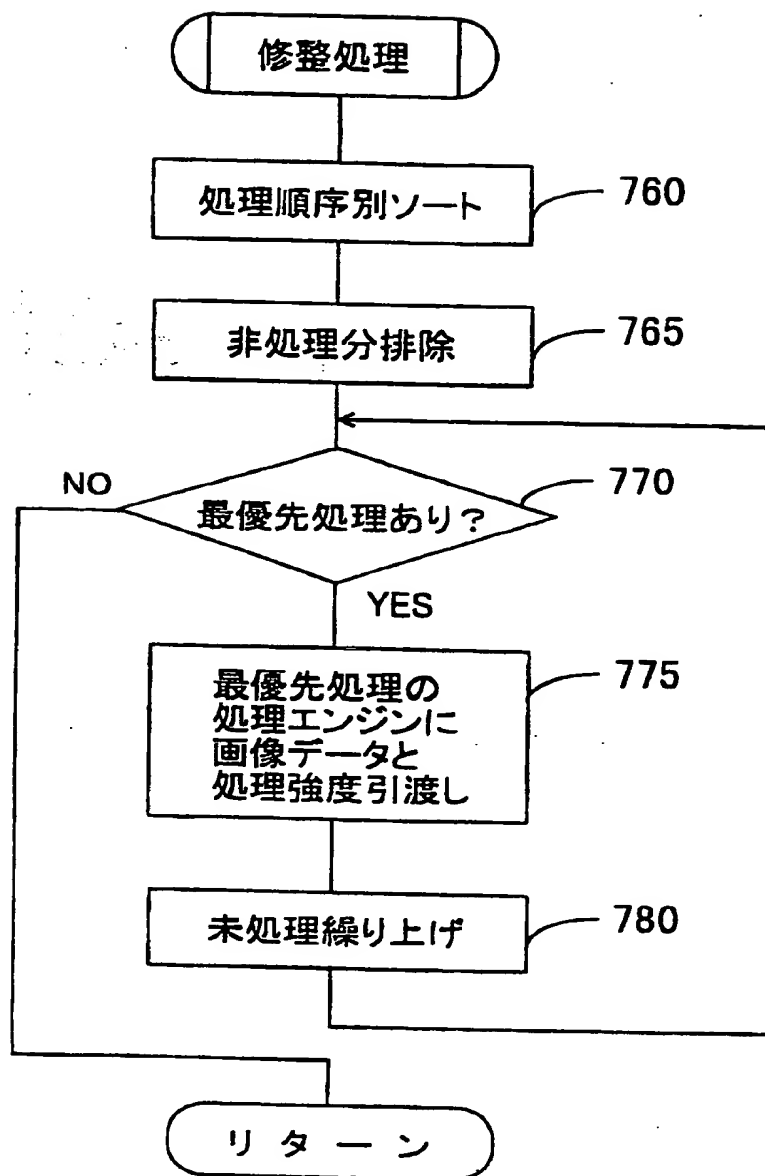 修整処理
処理順序別ソート
760
非処理分排除
765
NO
最優先処理あり?
770
YES
最優先処理の
処理エンジンに
画像データと
処理強度引渡し
775
未処理繰り上げ
780
リターン